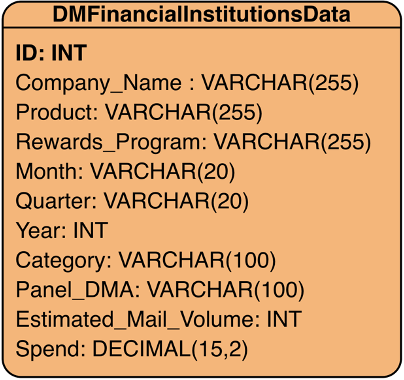 DMFinancialInstitutionsData
ID: INT
Company_Name : VARCHAR(255)
Product: VARCHAR(255)
Rewards_Program: VARCHAR(255)
Month: VARCHAR(20)
Quarter: VARCHAR(20)
Year: INT
Category: VARCHAR(100)
Panel_DMA: VARCHAR(100)
Estimated_Mail_Volume: INT
Spend: DECIMAL(15,2)